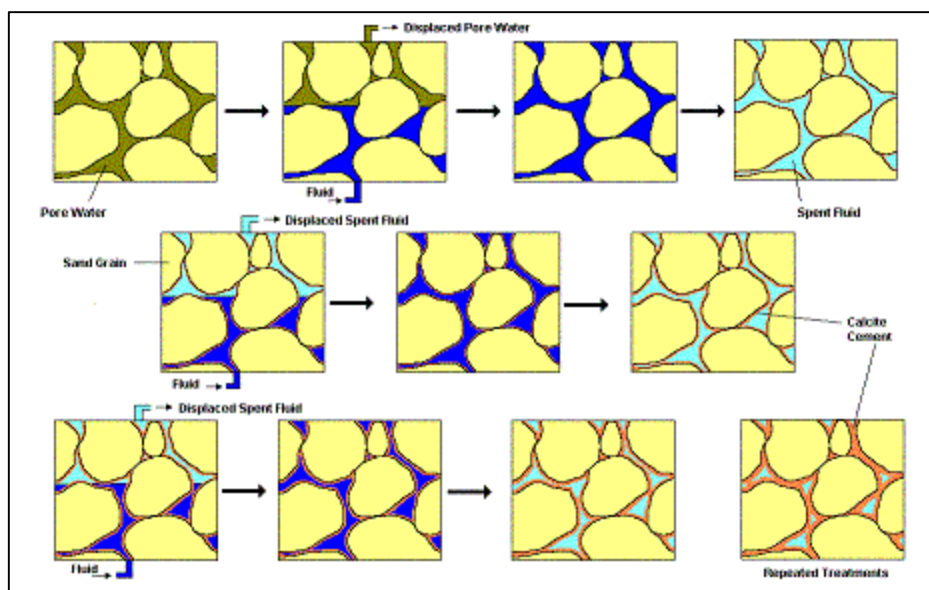 Displaced Pore Water
Fluid
Pore Water
Spent Fluid
Displaced Spent Fluid
Sand Grain
Calcite
Cement
Fluid
Displaced Spent Fluid
Fluid
Repeated Treatments